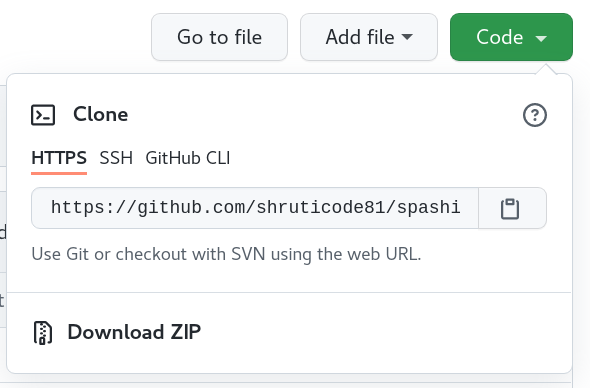 Go to file Add file Code
Clone
HTTPS SSH GitHub CLI
https://github.com/shruticode81/spashi
Use Git or checkout with SVN using the web URL.
Download ZIP